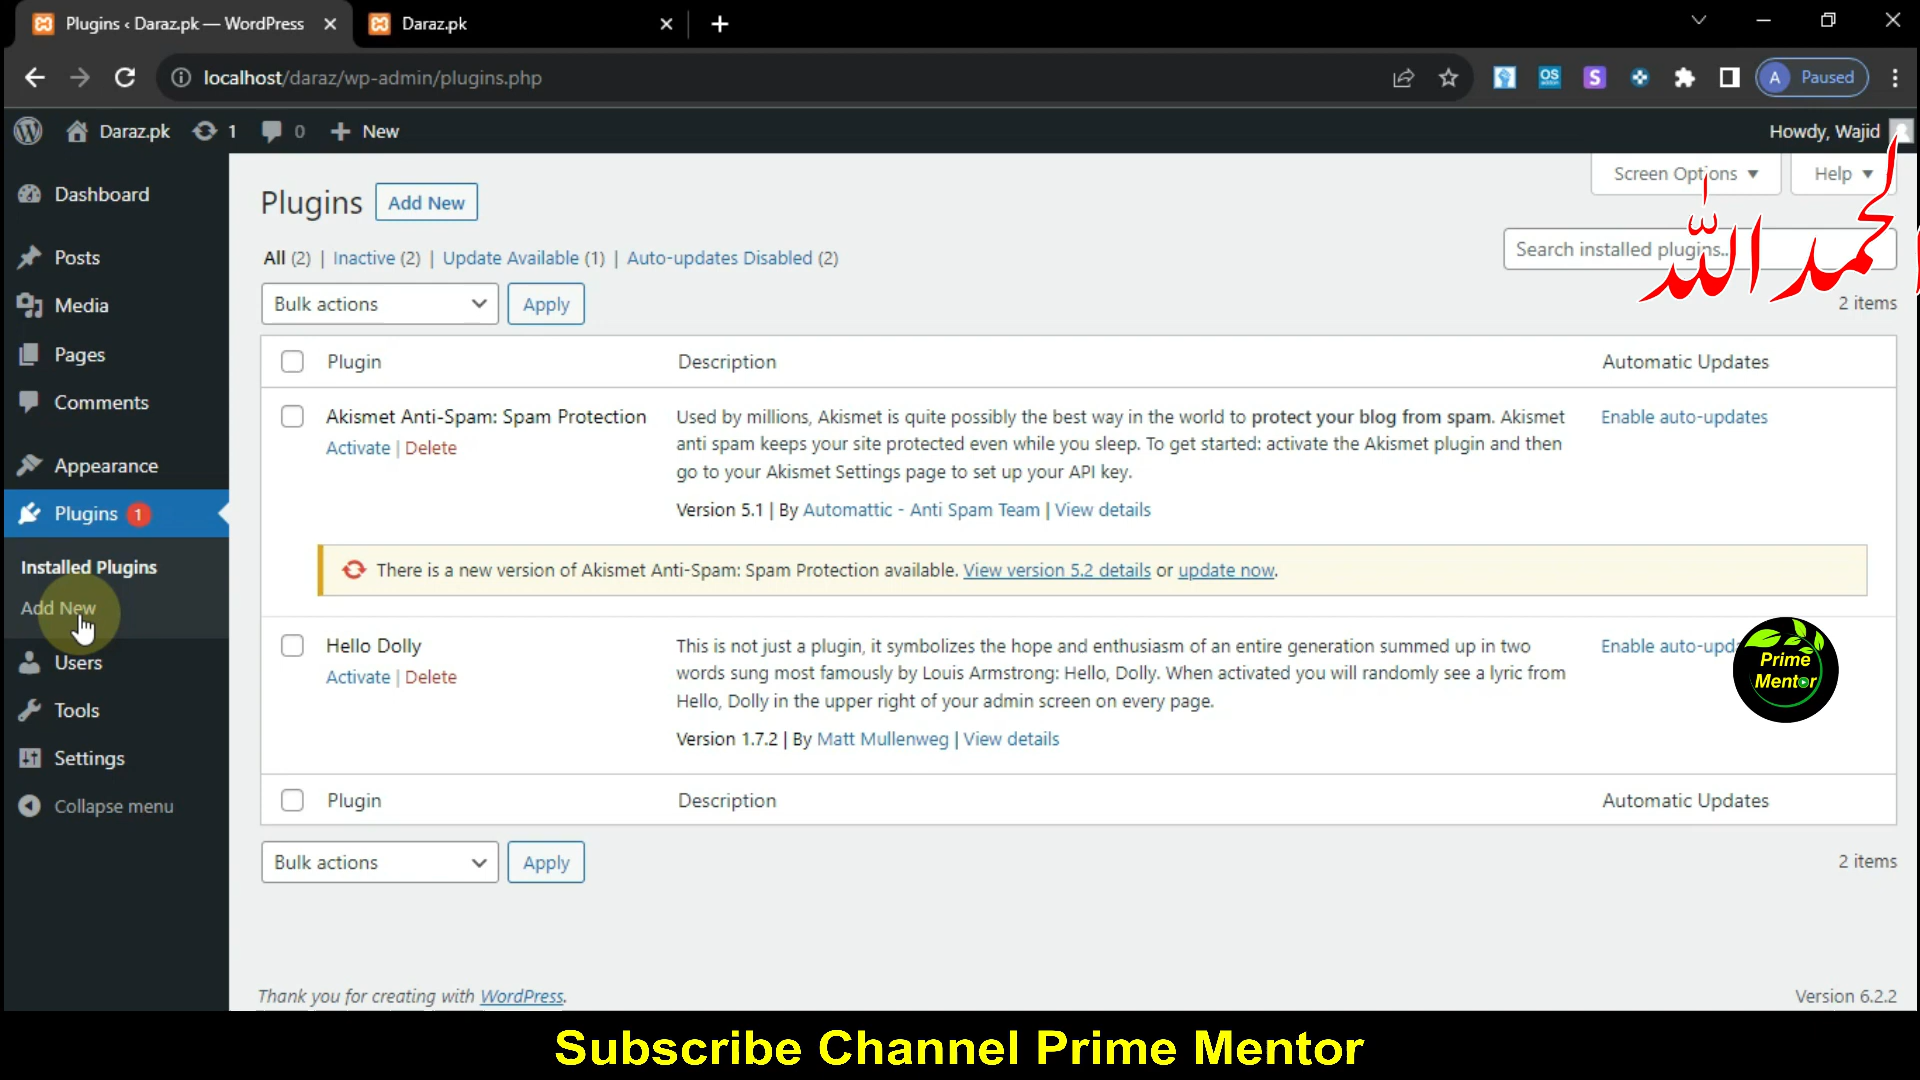 Plugins ‹ Daraz.pk — WordPress
Daraz.pk
localhost/daraz/wp-admin/plugins.php
OS
S
A Paused
Daraz.pk 1 0 New
Howdy, Wajid
Dashboard
Posts
Media
Pages
Comments
Appearance
Plugins 1
Installed Plugins
Add New
Users
Tools
Settings
Collapse menu
Screen Options
Help
Plugins Add New
الحمد الله
All (2) | Inactive (2) | Update Available (1) | Auto-updates Disabled (2)
Search installed plugins...
Bulk actions Apply
2 items
Plugin Description Automatic Updates
Akismet Anti-Spam: Spam Protection
Activate | Delete
Used by millions, Akismet is quite possibly the best way in the world to protect your blog from spam. Akismet
anti spam keeps your site protected even while you sleep. To get started: activate the Akismet plugin and then
go to your Akismet Settings page to set up your API key.
Version 5.1 | By Automattic - Anti Spam Team | View details
Enable auto-updates
There is a new version of Akismet Anti-Spam: Spam Protection available. View version 5.2 details or update now.
Hello Dolly
Activate | Delete
This is not just a plugin, it symbolizes the hope and enthusiasm of an entire generation summed up in two
words sung most famously by Louis Armstrong: Hello, Dolly. When activated you will randomly see a lyric from
Hello, Dolly in the upper right of your admin screen on every page.
Version 1.7.2 | By Matt Mullenweg | View details
Enable auto-upd
Prime
Mentor
Plugin Description Automatic Updates
Bulk actions Apply
2 items
Thank you for creating with WordPress.
Version 6.2.2
Subscribe Channel Prime Mentor